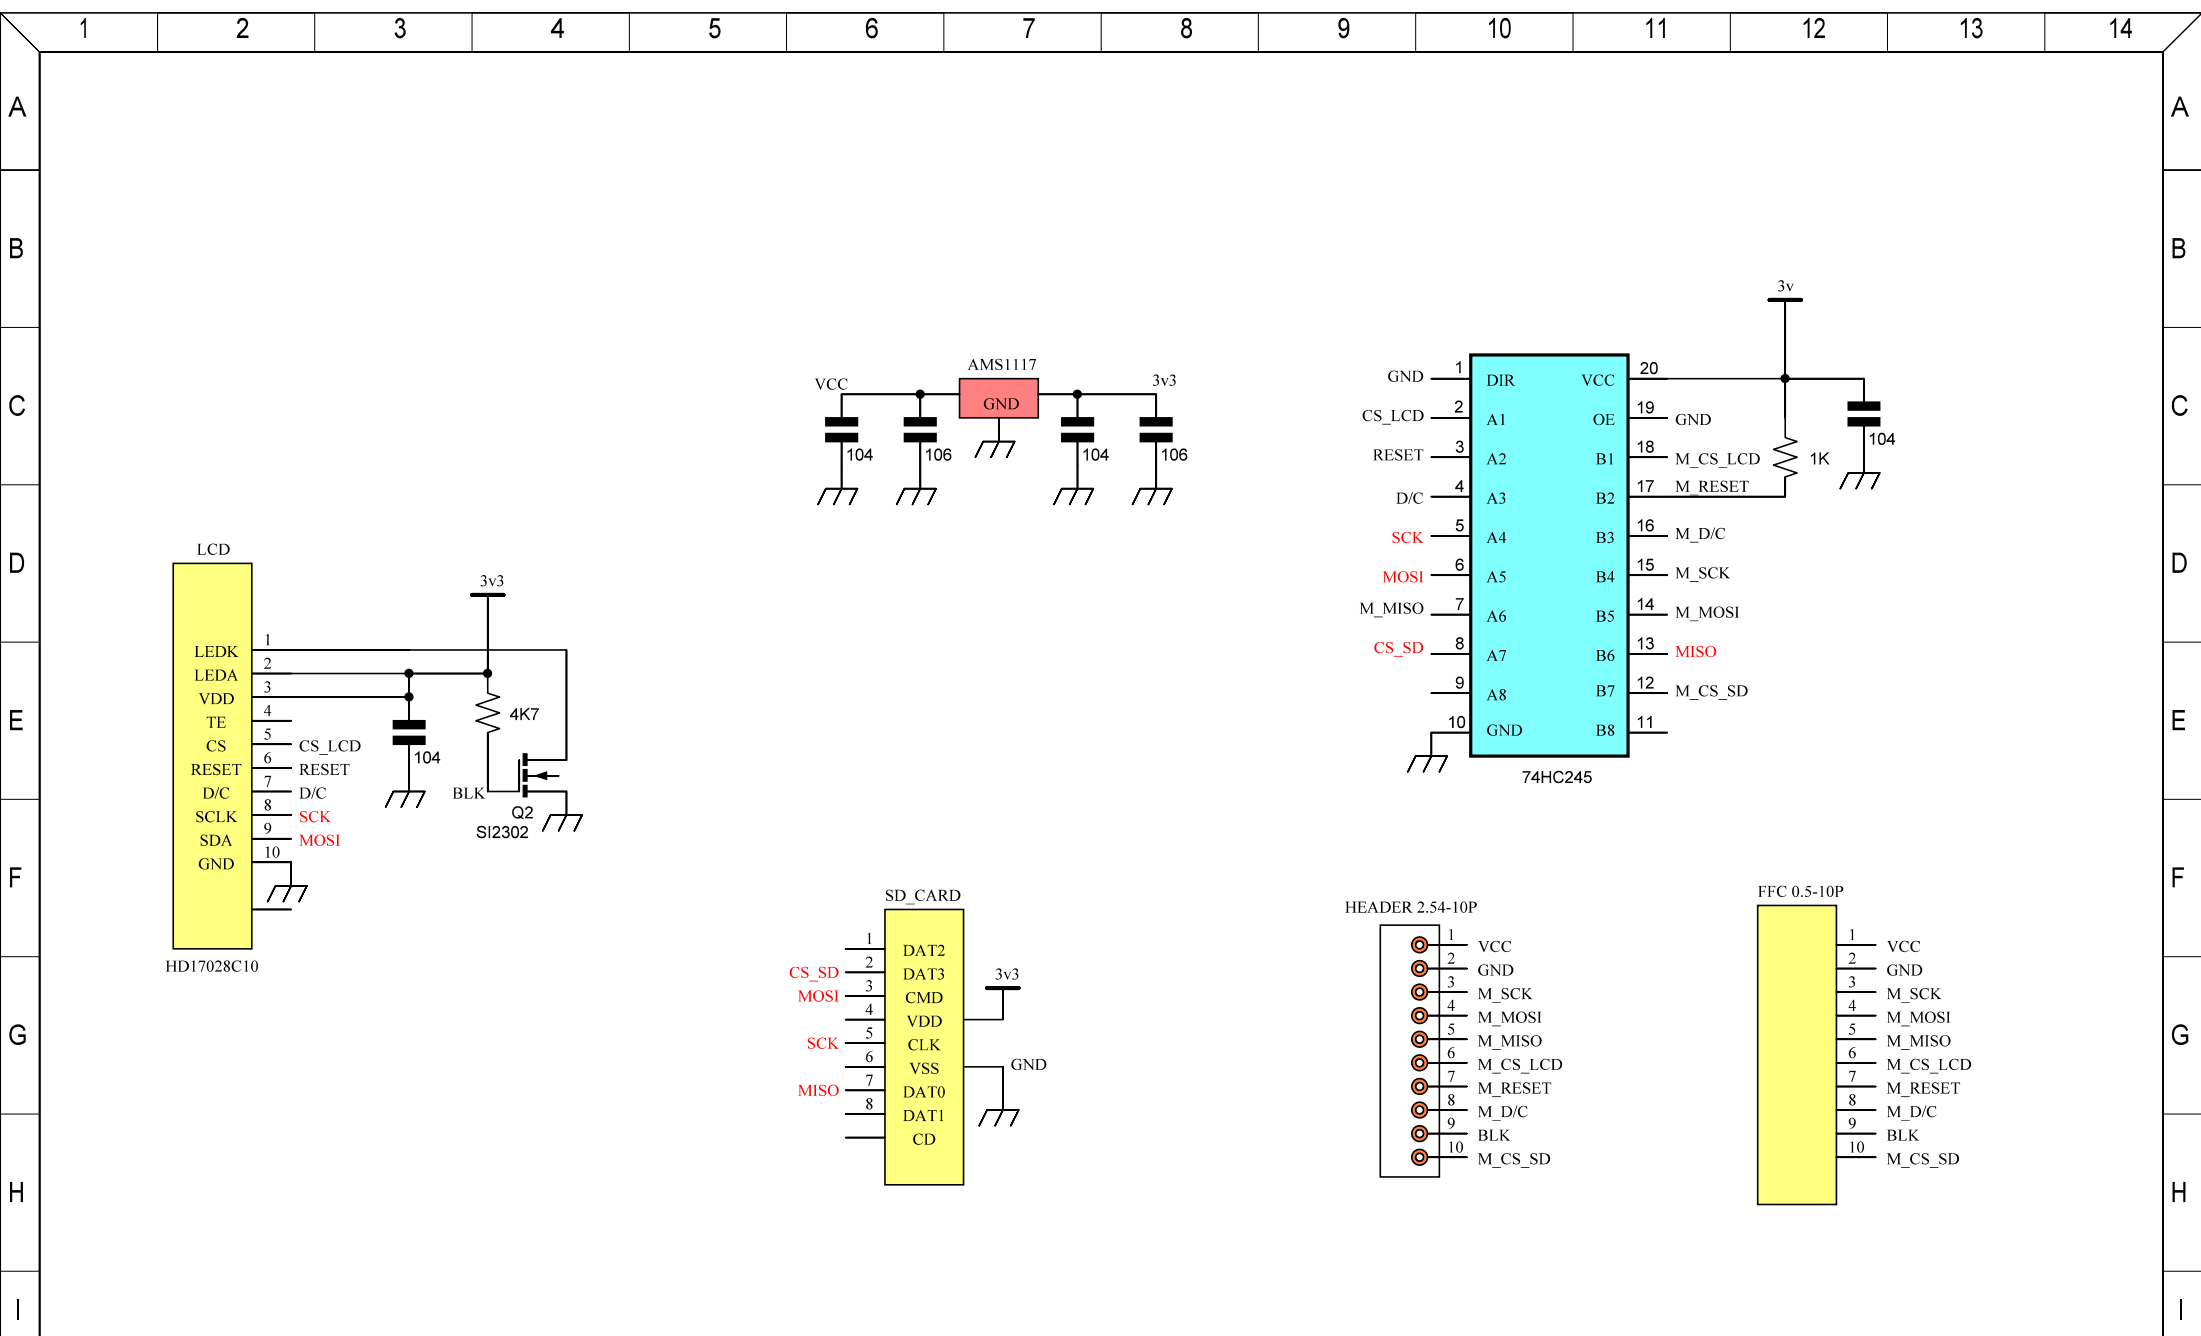 1 2 3 4 5 6 7 8 9 10 11 12 13 14
A A
B B
C C
D D
E E
F F
G G
H H
I I
LCD
1 LEDK
2 LEDA
3 VDD
4 TE
5 CS CS_LCD
6 RESET RESET
7 D/C D/C
8 SCLK SCK
9 SDA MOSI
10 GND
HD17028C10
3v3
4K7
104
BLK
Q2
SI2302
AMS1117
VCC
GND
3v3
104
106
104
106
3v
GND 1 DIR VCC 20
CS_LCD 2 A1 OE 19 GND
RESET 3 A2 B1 18 M_CS_LCD
D/C 4 A3 B2 17 M_RESET
SCK 5 A4 B3 16 M_D/C
MOSI 6 A5 B4 15 M_SCK
M_MISO 7 A6 B5 14 M_MOSI
CS_SD 8 A7 B6 13 MISO
9 A8 B7 12 M_CS_SD
10 GND B8 11
74HC245
1K
104
SD_CARD
1 DAT2
CS_SD 2 DAT3
MOSI 3 CMD
4 VDD
SCK 5 CLK
6 VSS
MISO 7 DAT0
8 DAT1
CD
3v3
GND
HEADER 2.54-10P
1 VCC
2 GND
3 M_SCK
4 M_MOSI
5 M_MISO
6 M_CS_LCD
7 M_RESET
8 M_D/C
9 BLK
10 M_CS_SD
FFC 0.5-10P
1 VCC
2 GND
3 M_SCK
4 M_MOSI
5 M_MISO
6 M_CS_LCD
7 M_RESET
8 M_D/C
9 BLK
10 M_CS_SD